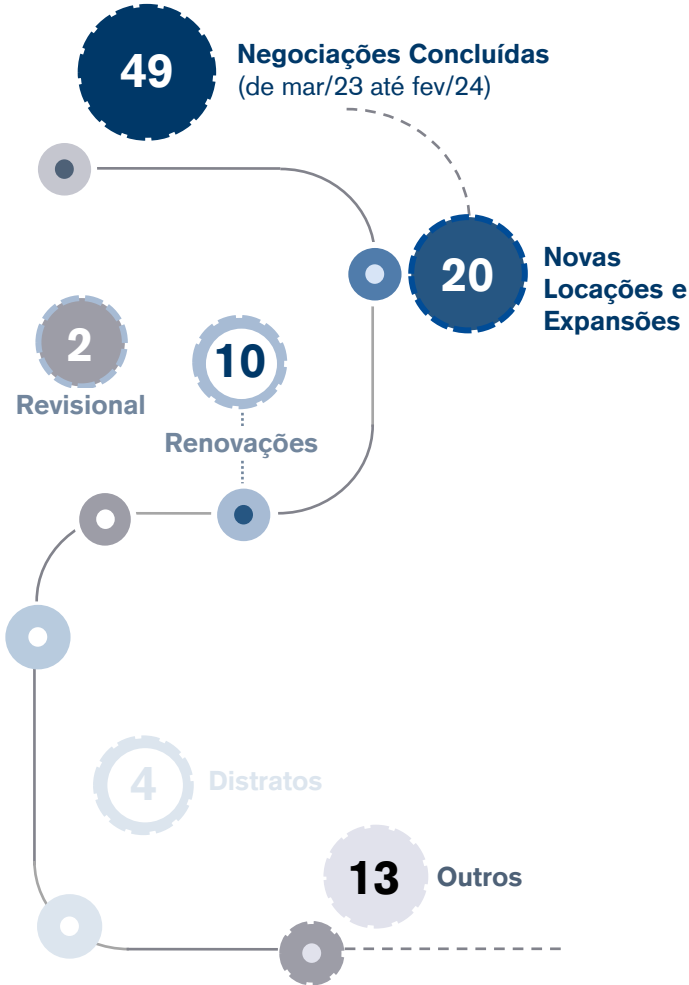 49
Negociações Concluídas
(de mar/23 até fev/24)
20
Novas
Locações e
Expansões
2
Revisional
10
Renovações
4
Distratos
13
Outros